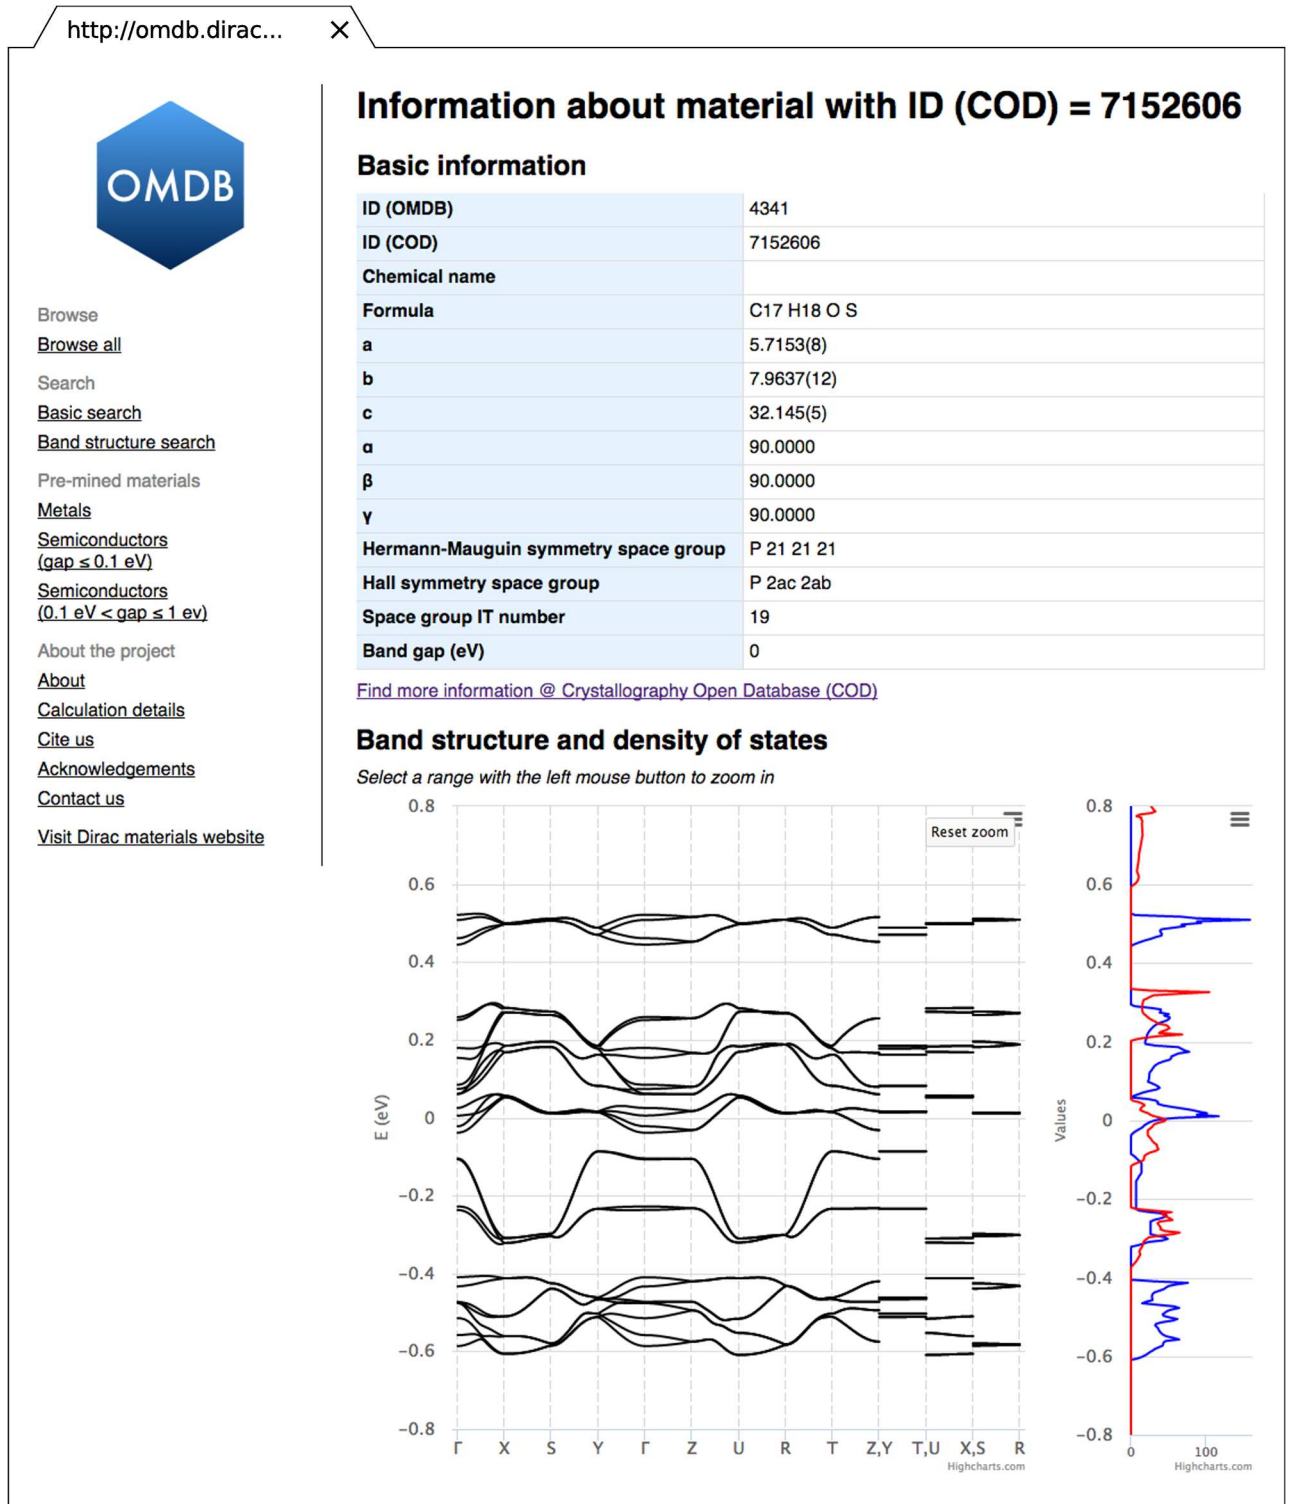 http://omdb.dirac... ×
OMDB
Browse
Browse all
Search
Basic search
Band structure search
Pre-mined materials
Metals
Semiconductors
(gap ≤ 0.1 eV)
Semiconductors
(0.1 eV < gap ≤ 1 ev)
About the project
About
Calculation details
Cite us
Acknowledgements
Contact us
Visit Dirac materials website
Information about material with ID (COD) = 7152606
Basic information
ID (OMDB) 4341
ID (COD) 7152606
Chemical name
Formula C17 H18 O S
a 5.7153(8)
b 7.9637(12)
c 32.145(5)
α 90.0000
β 90.0000
γ 90.0000
Hermann-Mauguin symmetry space group P 21 21 21
Hall symmetry space group P 2ac 2ab
Space group IT number 19
Band gap (eV) 0
Find more information @ Crystallography Open Database (COD)
Band structure and density of states
Select a range with the left mouse button to zoom in
Reset zoom
E (eV)
0.8
0.6
0.4
0.2
0
−0.2
−0.4
−0.6
−0.8
Γ X S Y Γ Z U R T Z,Y T,U X,S R
Highcharts.com
Values
0.8
0.6
0.4
0.2
0
−0.2
−0.4
−0.6
−0.8
0 100
Highcharts.com